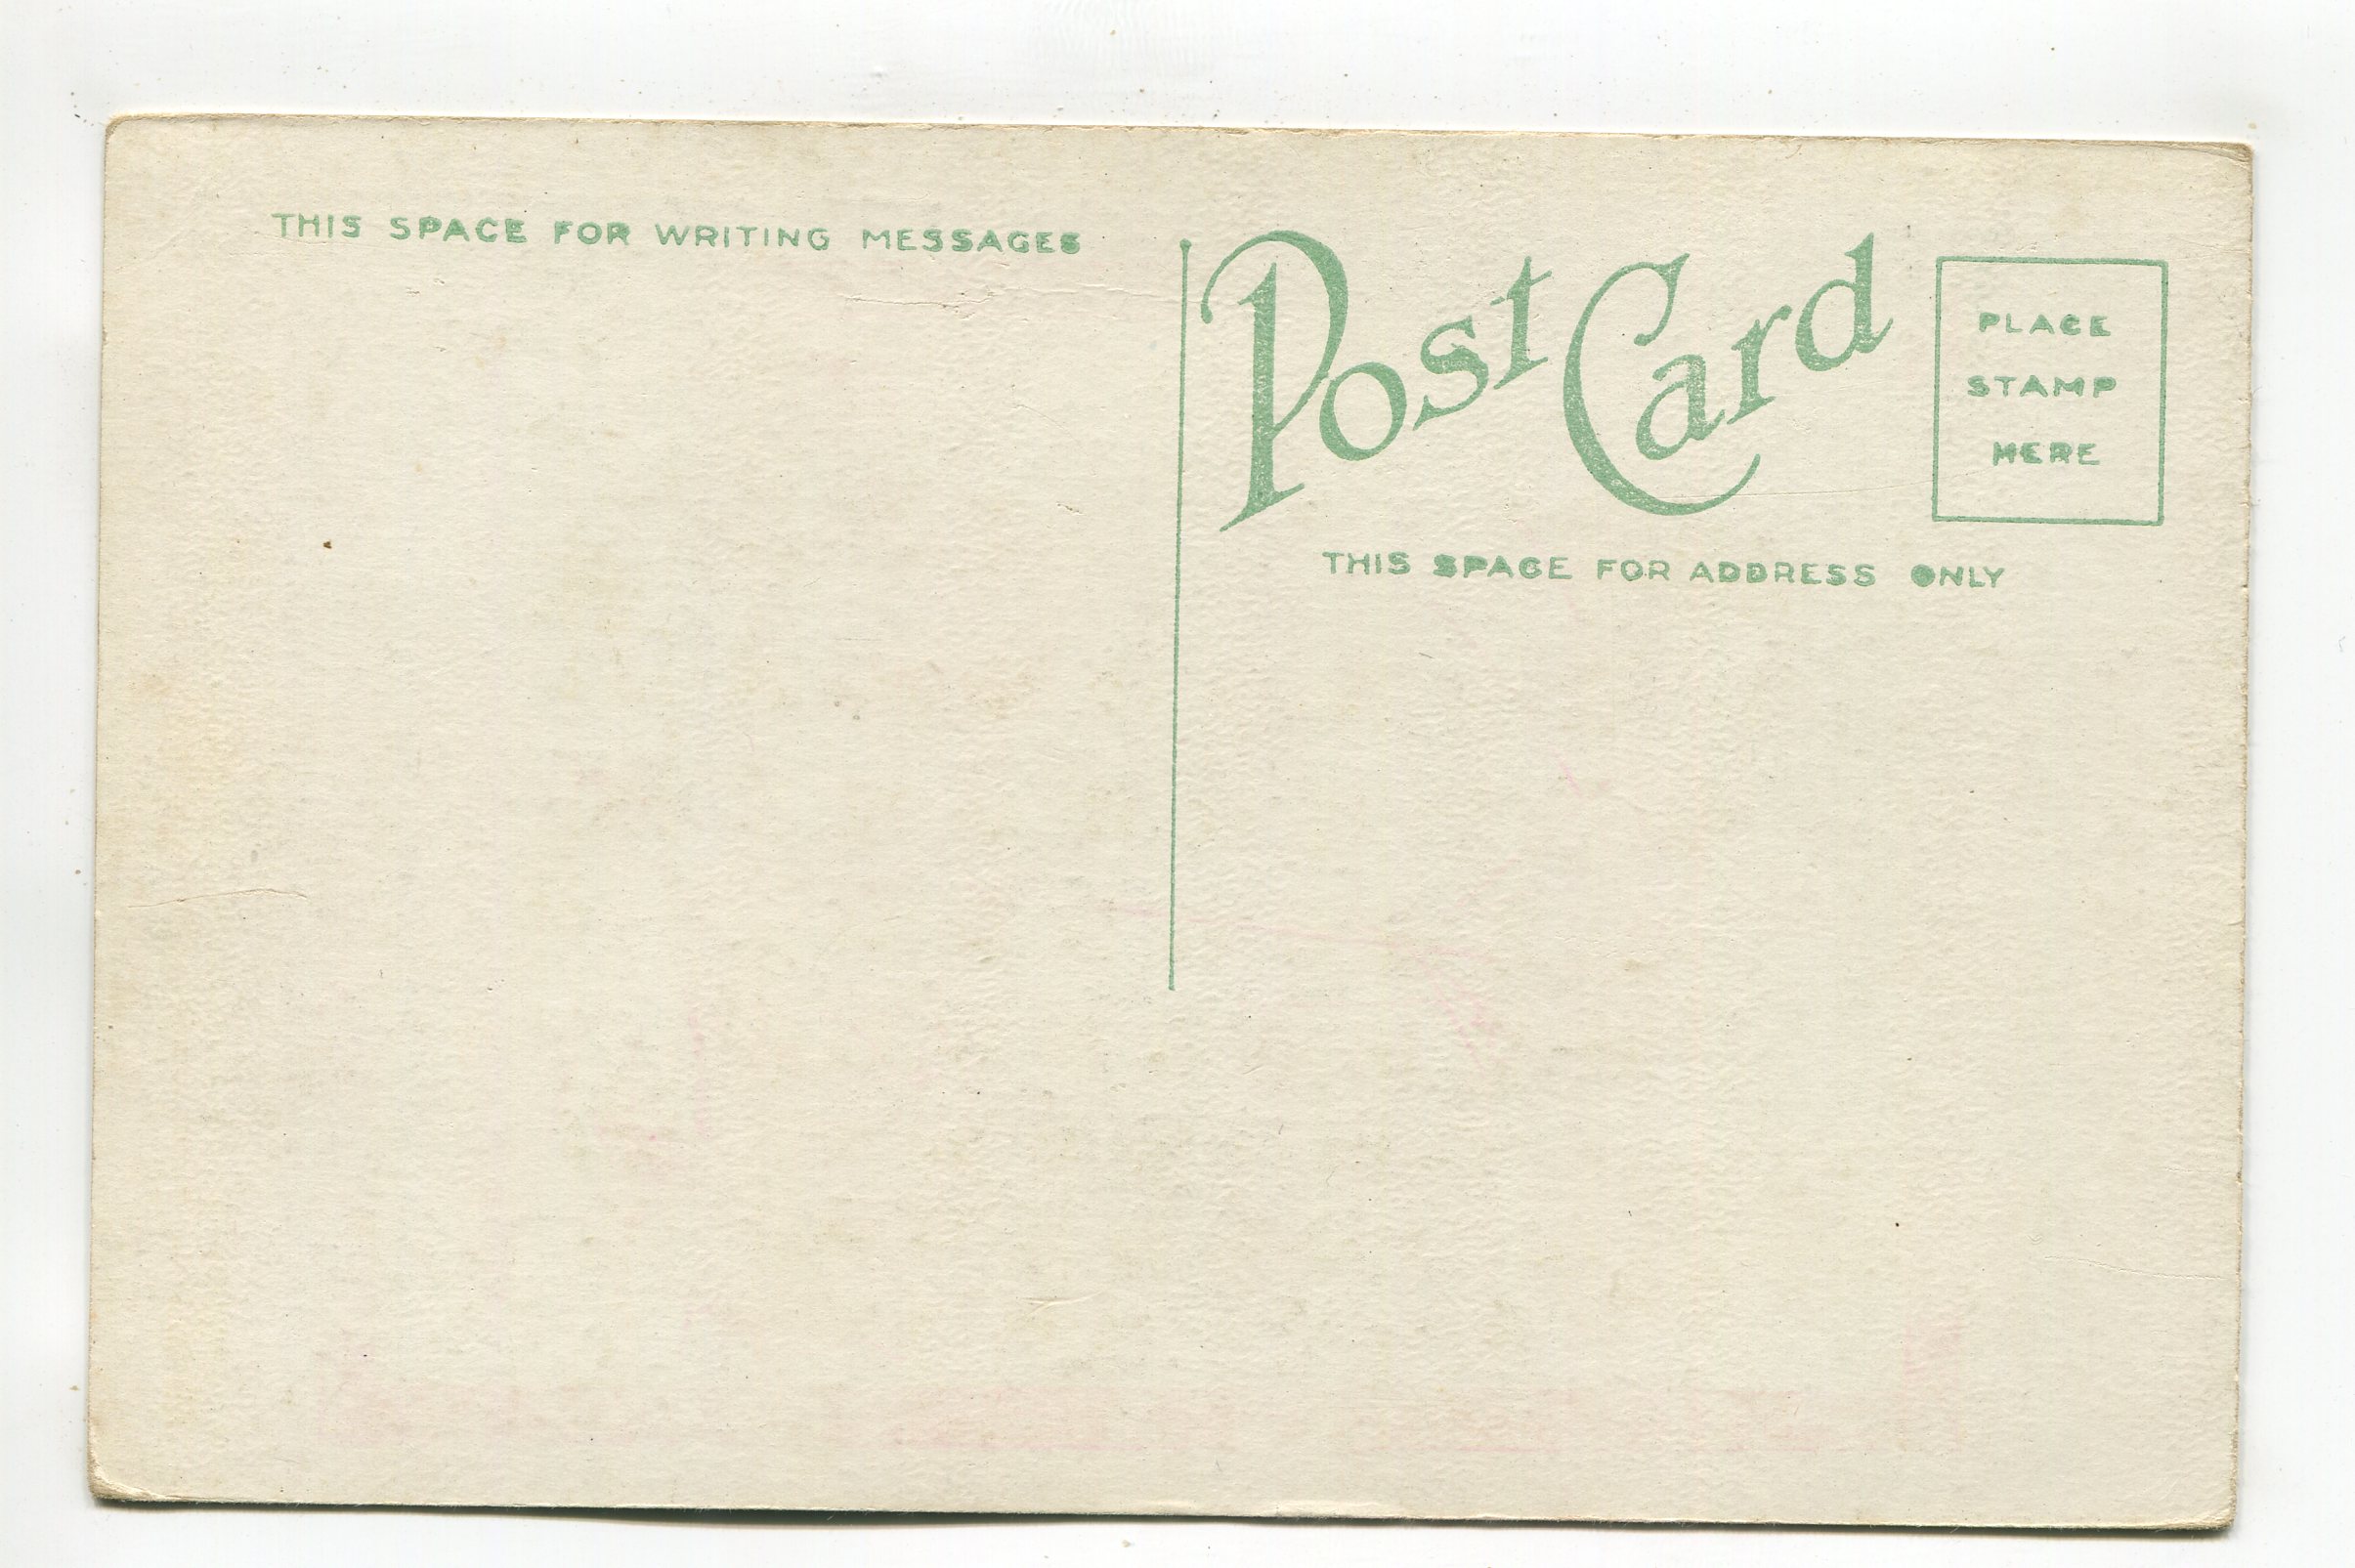 THIS SPACE FOR WRITING MESSAGES
Post Card
PLACE
STAMP
HERE
THIS SPACE FOR ADDRESS ONLY